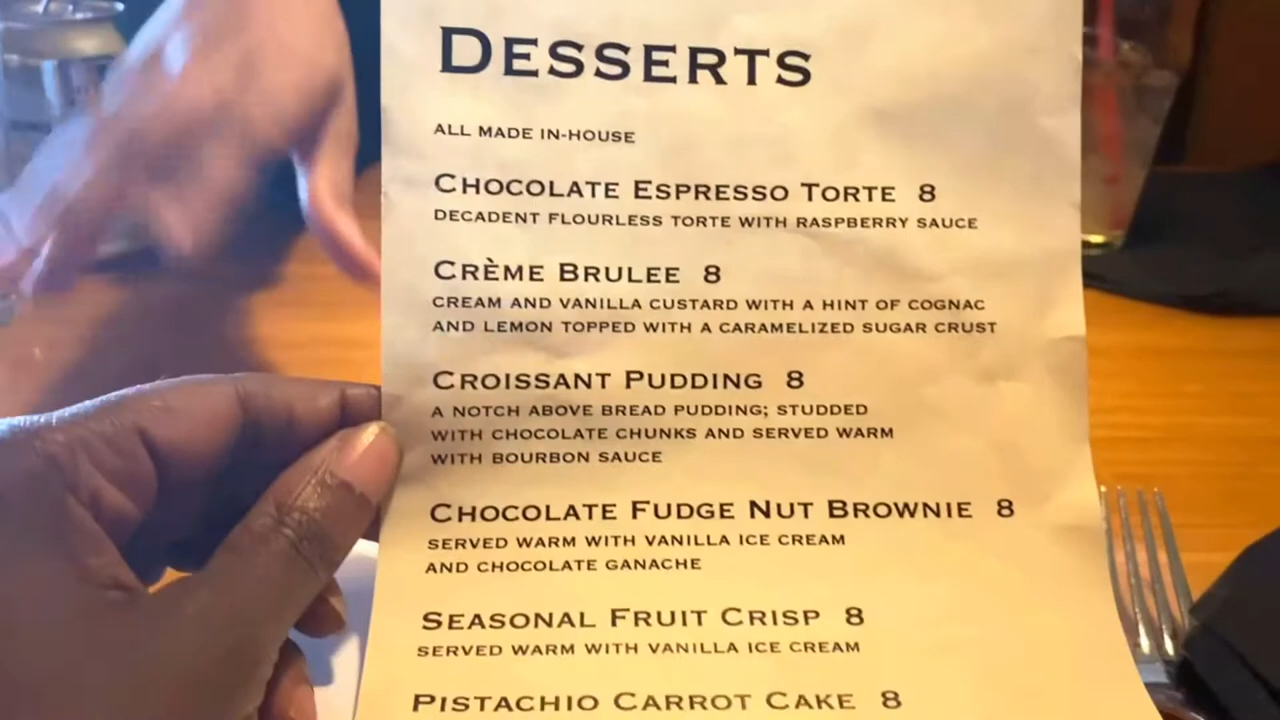 DESSERTS
ALL MADE IN-HOUSE
CHOCOLATE ESPRESSO TORTE 8
DECADENT FLOURLESS TORTE WITH RASPBERRY SAUCE
CRÈME BRULEE 8
CREAM AND VANILLA CUSTARD WITH A HINT OF COGNAC
AND LEMON TOPPED WITH A CARAMELIZED SUGAR CRUST
CROISSANT PUDDING 8
A NOTCH ABOVE BREAD PUDDING; STUDDED
WITH CHOCOLATE CHUNKS AND SERVED WARM
WITH BOURBON SAUCE
CHOCOLATE FUDGE NUT BROWNIE 8
SERVED WARM WITH VANILLA ICE CREAM
AND CHOCOLATE GANACHE
SEASONAL FRUIT CRISP 8
SERVED WARM WITH VANILLA ICE CREAM
PISTACHIO CARROT CAKE 8